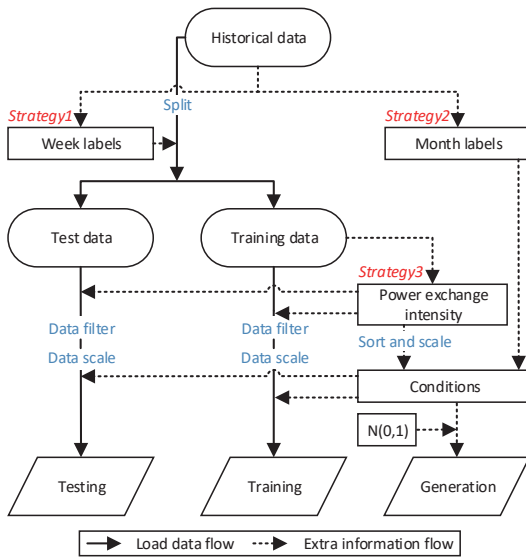 Historical data
Split
Strategy1
Strategy2
Week labels
Month labels
Test data
Training data
Strategy3
Power exchange
intensity
Data filter
Data filter
Sort and scale
Data scale
Data scale
Conditions
N(0,1)
Testing
Training
Generation
Load data flow
Extra information flow